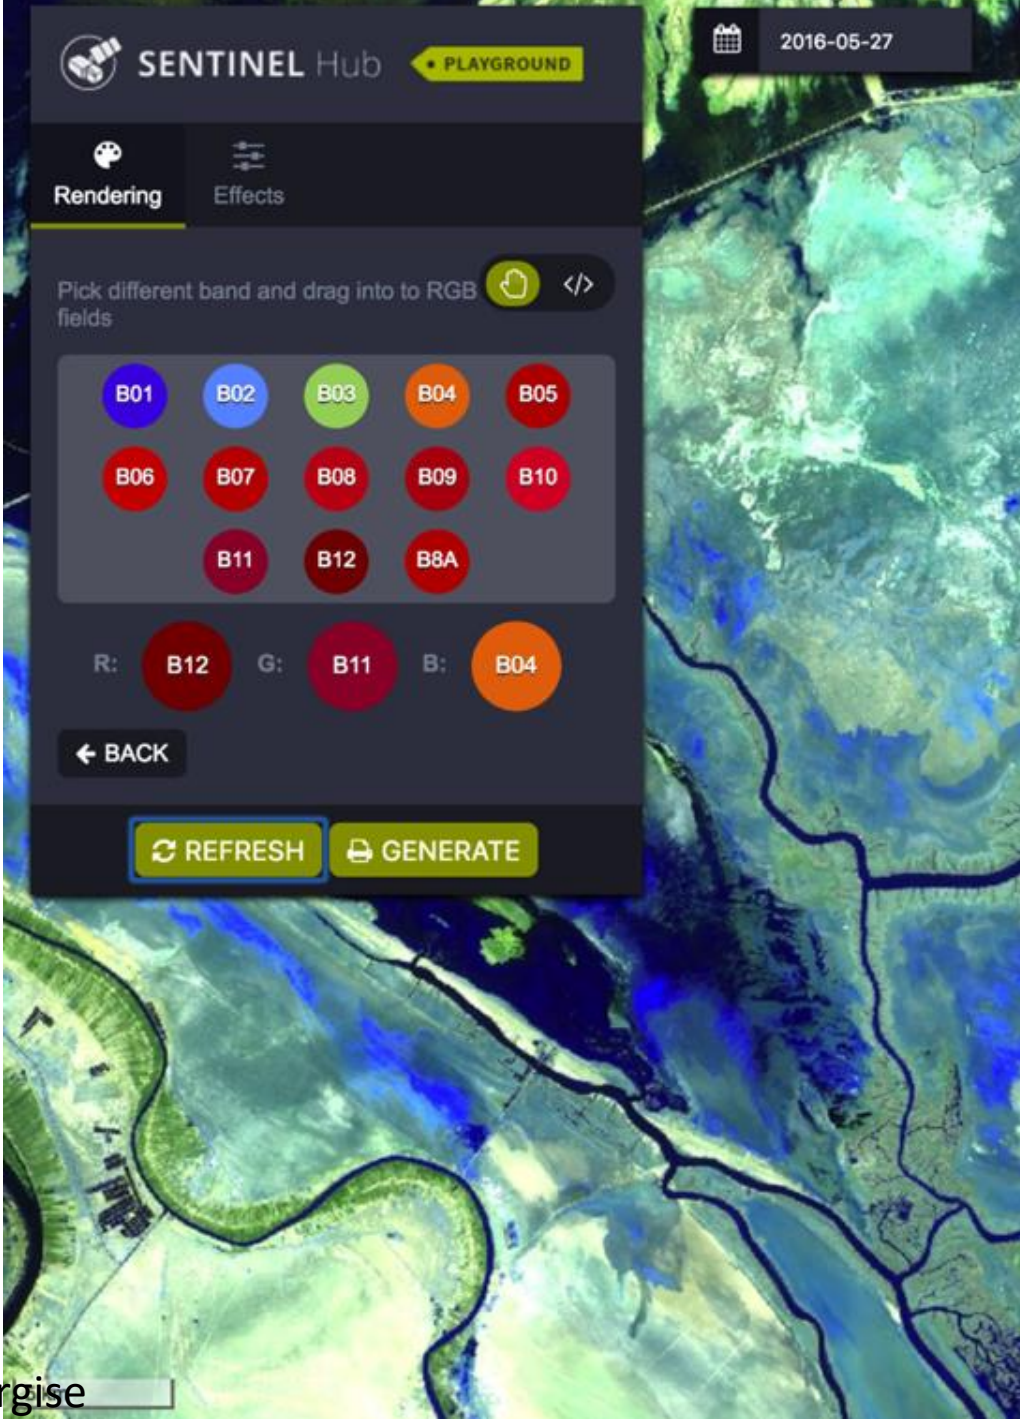 SENTINEL Hub
• PLAYGROUND
2016-05-27
Rendering
Effects
Pick different band and drag into to RGB
fields
</>
B01 B02 B03 B04 B05
B06 B07 B08 B09 B10
B11 B12 B8A
R: B12 G: B11 B: B04
BACK
REFRESH
GENERATE
rgise